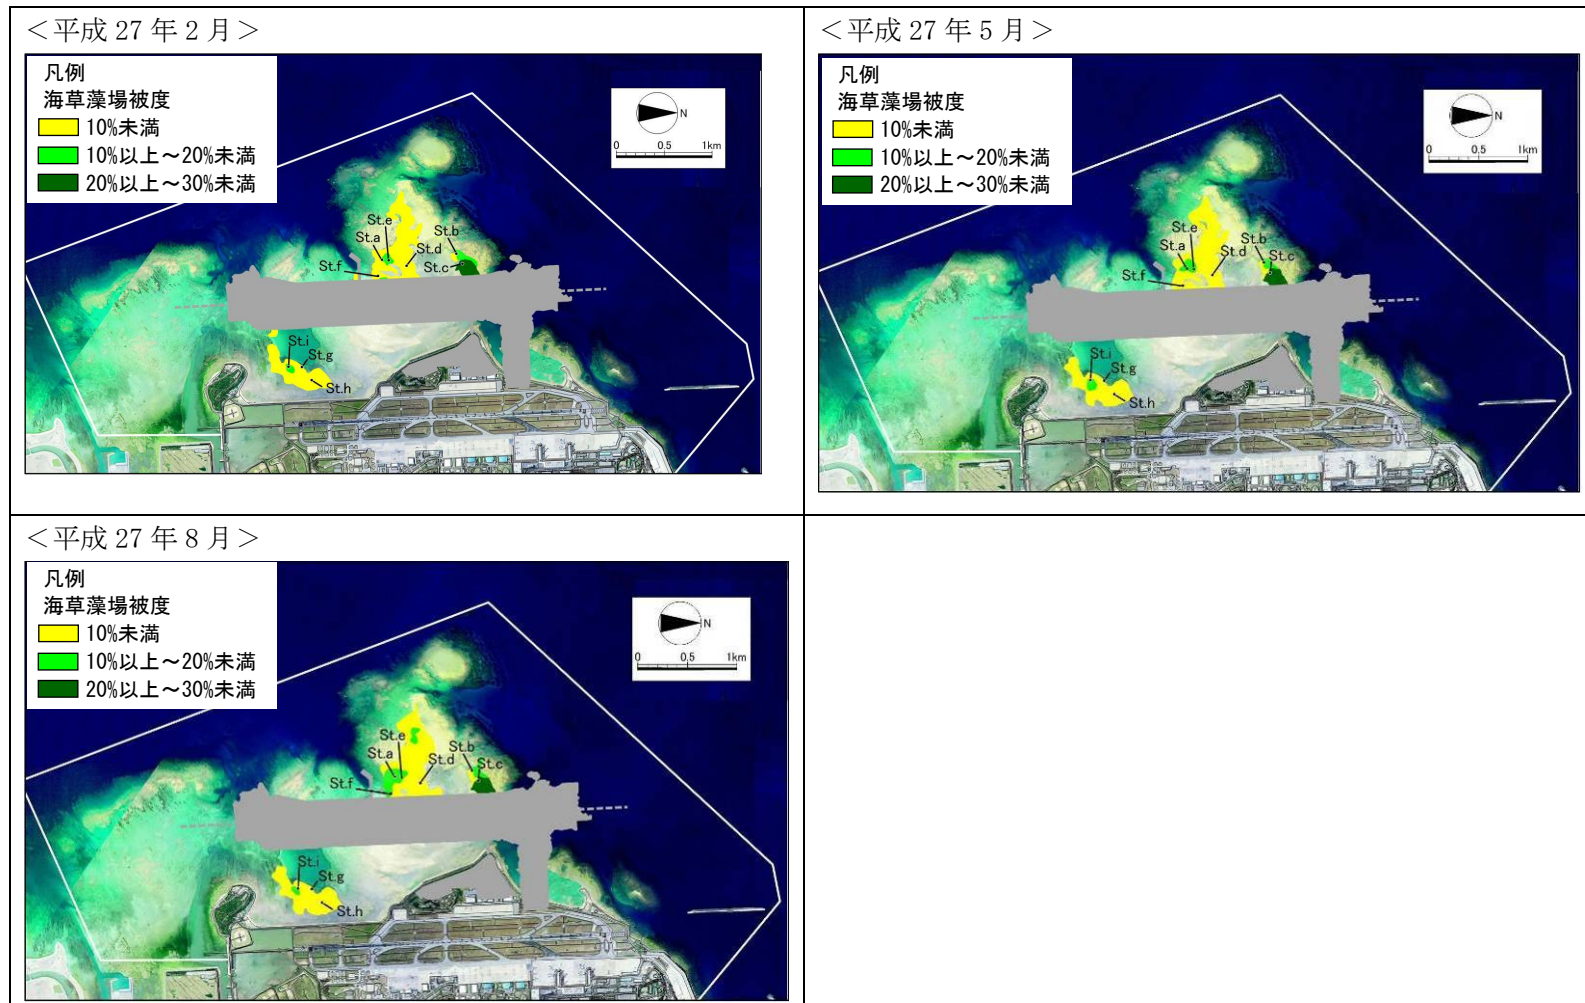 ＜平成 27 年 2 月＞
凡例
海草藻場被度
10%未満
10%以上～20%未満
20%以上～30%未満
N
0 0.5 1km
St.e
St.b
St.a
St.d
St.f
St.c
St.i
St.g
St.h
＜平成 27 年 5 月＞
凡例
海草藻場被度
10%未満
10%以上～20%未満
20%以上～30%未満
N
0 0.5 1km
St.e
St.b
St.a
St.c
St.d
St.f
St.i
St.g
St.h
＜平成 27 年 8 月＞
凡例
海草藻場被度
10%未満
10%以上～20%未満
20%以上～30%未満
N
0 0.5 1km
St.e
St.b
St.a
St.d
St.c
St.f
St.i
St.g
St.h